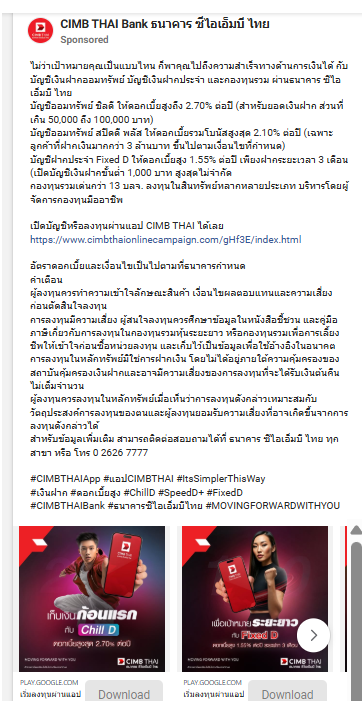 CIMB THAI Bank ธนาคาร ซีไอเอ็มบี ไทย
Sponsored
ไม่ว่าเป้าหมายคุณเป็นแบบไหน ก็พาคุณไปถึงความสำเร็จทางด้านการเงินได้ กับ
บัญชีเงินฝากออมทรัพย์ บัญชีเงินฝากประจำ และกองทุนรวม ผ่านธนาคาร ซีไอ
เอ็มบี ไทย
บัญชีออมทรัพย์ ชิลดี ให้ดอกเบี้ยสูงถึง 2.70% ต่อปี (สำหรับยอดเงินฝาก ส่วนที่
เกิน 50,000 ถึง 100,000 บาท)
บัญชีออมทรัพย์ สปีดดี พลัส ให้ดอกเบี้ยรวมโบนัสสูงสุด 2.10% ต่อปี (เฉพาะ
ลูกค้าที่ฝากเงินมากกว่า 3 ล้านบาท ขึ้นไปตามเงื่อนไขที่กำหนด)
บัญชีฝากประจำ Fixed D ให้ดอกเบี้ยสูง 1.55% ต่อปี เพียงฝากระยะเวลา 3 เดือน
(เปิดบัญชีเงินฝากขั้นต่ำ 1,000 บาท สูงสุดไม่จำกัด
กองทุนรวมเด่นกว่า 13 บลจ. ลงทุนในสินทรัพย์หลากหลายประเภท บริหารโดยผู้
จัดการกองทุนมืออาชีพ
เปิดบัญชีหรือลงทุนผ่านแอป CIMB THAI ได้เลย
https://www.cimbthaionlinecampaign.com/gHf3E/index.html
อัตราดอกเบี้ยและเงื่อนไขเป็นไปตามที่ธนาคารกำหนด
คำเตือน
ผู้ลงทุนควรทำความเข้าใจลักษณะสินค้า เงื่อนไขผลตอบแทนและความเสี่ยง
ก่อนตัดสินใจลงทุน
การลงทุนมีความเสี่ยง ผู้สนใจลงทุนควรศึกษาข้อมูลในหนังสือชี้ชวน และคู่มือ
ภาษีเกี่ยวกับการลงทุนในกองทุนรวมหุ้นระยะยาว หรือกองทุนรวมเพื่อการเลี้ยง
ชีพให้เข้าใจก่อนซื้อหน่วยลงทุน และเก็บไว้เป็นข้อมูลเพื่อใช้อ้างอิงในอนาคต
การลงทุนในหลักทรัพย์มิใช่การฝากเงิน โดยไม่ได้อยู่ภายใต้ความคุ้มครองของ
สถาบันคุ้มครองเงินฝากและอาจมีความเสี่ยงของการลงทุนที่จะได้รับเงินต้นคืน
ไม่เต็มจำนวน
ผู้ลงทุนควรลงทุนในหลักทรัพย์เมื่อเห็นว่าการลงทุนดังกล่าวเหมาะสมกับ
วัตถุประสงค์การลงทุนของตนและผู้ลงทุนยอมรับความเสี่ยงที่อาจเกิดขึ้นจากการ
ลงทุนดังกล่าวได้
สำหรับข้อมูลเพิ่มเติม สามารถติดต่อสอบถามได้ที่ ธนาคาร ซีไอเอ็มบี ไทย ทุก
สาขา หรือ โทร 0 2626 7777
#CIMBTHAIApp #แอปCIMBTHAI #ItsSimplerThisWay
#เงินฝาก #ดอกเบี้ยสูง #ChillD #SpeedD+ #FixedD
#CIMBTHAIBank #ธนาคารซีไอเอ็มบีไทย #MOVINGFORWARDWITHYOU
CIMB THAI
เก็บเงินก้อนแรก
กับ Chill D
ดอกเบี้ยสูงสุด 2.70% ต่อปี
MOVING FORWARD WITH YOU
CIMB THAI
CIMB THAI
เพื่อเป้าหมายระยะยาว
กับ Fixed D
ดอกเบี้ยสูง 1.55% ต่อปี ฝาก 3 เดือน
MOVING FORWARD WITH YOU
CIMB THAI
PLAY.GOOGLE.COM
เริ่มลงทุนผ่านแอป
Download
PLAY.GOOGLE.COM
เริ่มลงทุนผ่านแอป
Download